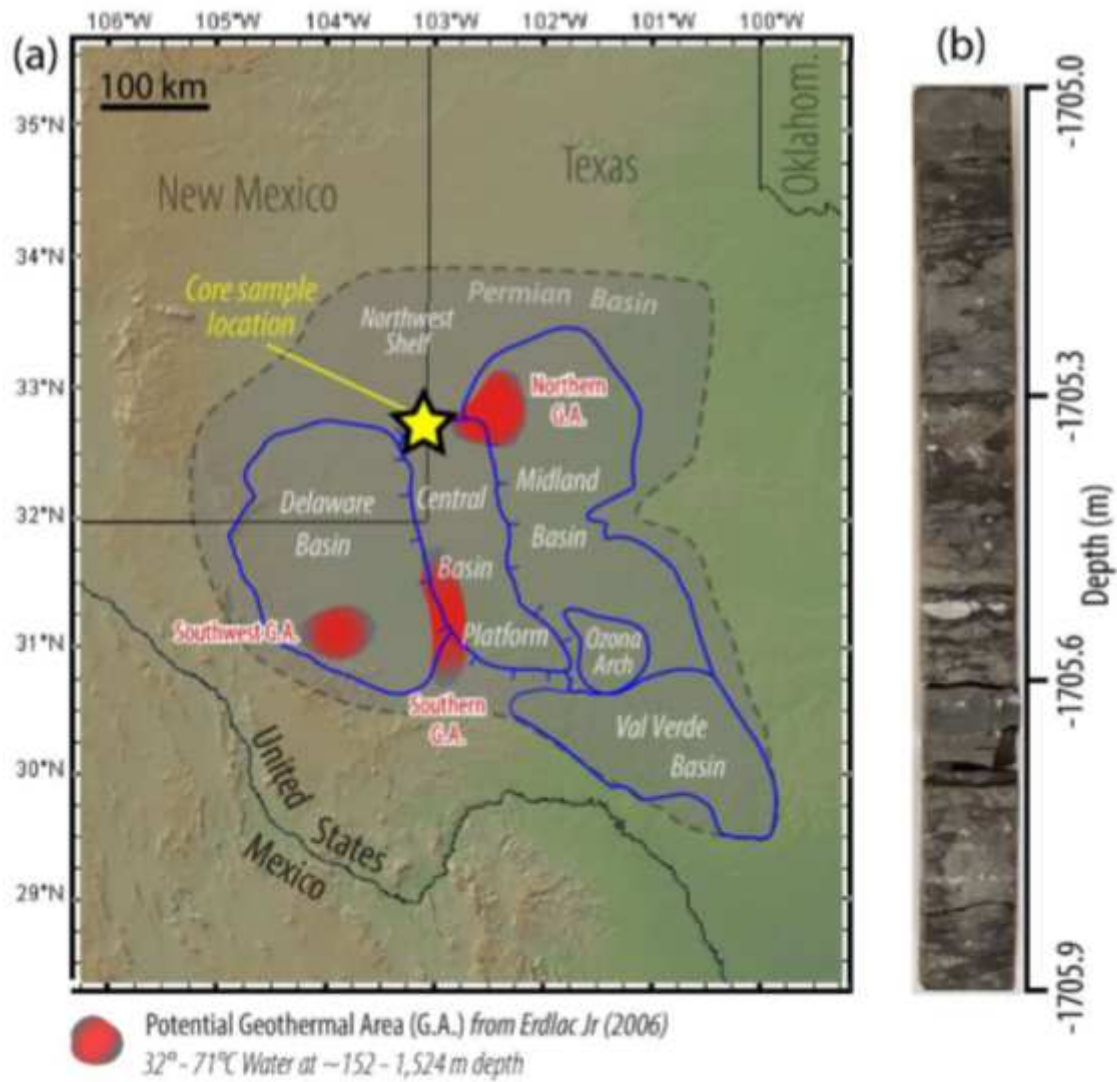 106°W 105°W 104°W 103°W 102°W 101°W 100°W
(a)
100 km
35°N
34°N
33°N
32°N
31°N
30°N
29°N
New Mexico
Texas
Oklahom.
Core sample
location
Permian Basin
Northwest
Shelf
Northern
G.A.
Delaware
Basin
Central
Basin
Platform
Midland
Basin
Southwest G.A.
Ozona
Arch
Southern
G.A.
Val Verde
Basin
United States
Mexico
Potential Geothermal Area (G.A.) from Erdlac Jr (2006)
32° - 71°C Water at ~152 - 1,524 m depth
(b)
-1705.0
-1705.3
-1705.6
-1705.9
Depth (m)